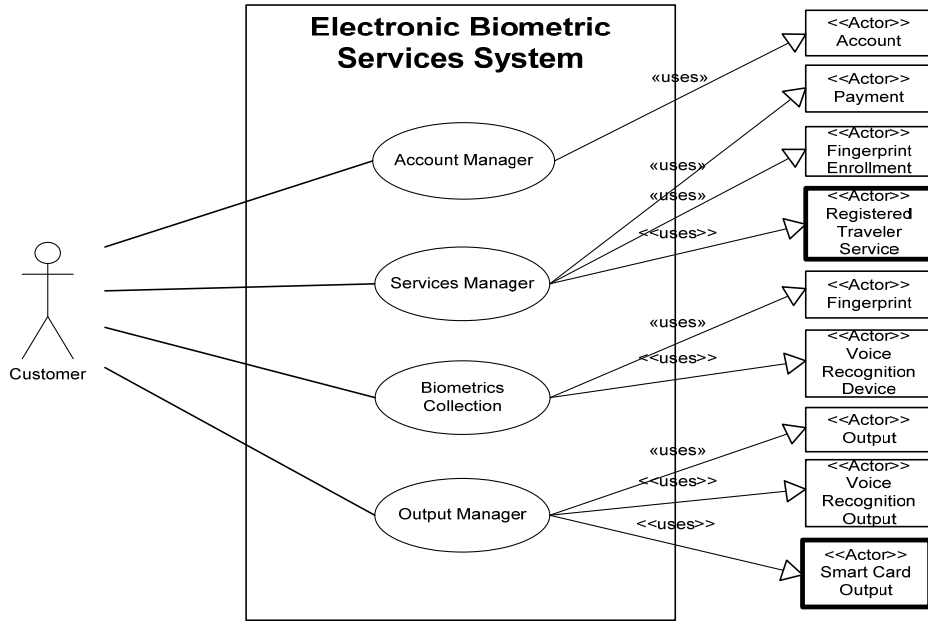 Electronic Biometric
Services System
<<Actor>>
Account
«uses»
<<Actor>>
Payment
Account Manager
«uses»
<<Actor>>
Fingerprint
Enrollment
«uses»
<<Actor>>
Registered
Traveler
Service
<<uses>>
Services Manager
<<Actor>>
Fingerprint
«uses»
<<Actor>>
Voice
Recognition
Device
<<uses>>
Customer
Biometrics
Collection
<<Actor>>
Output
«uses»
<<Actor>>
Voice
Recognition
Output
<<uses>>
Output Manager
<<uses>>
<<Actor>>
Smart Card
Output